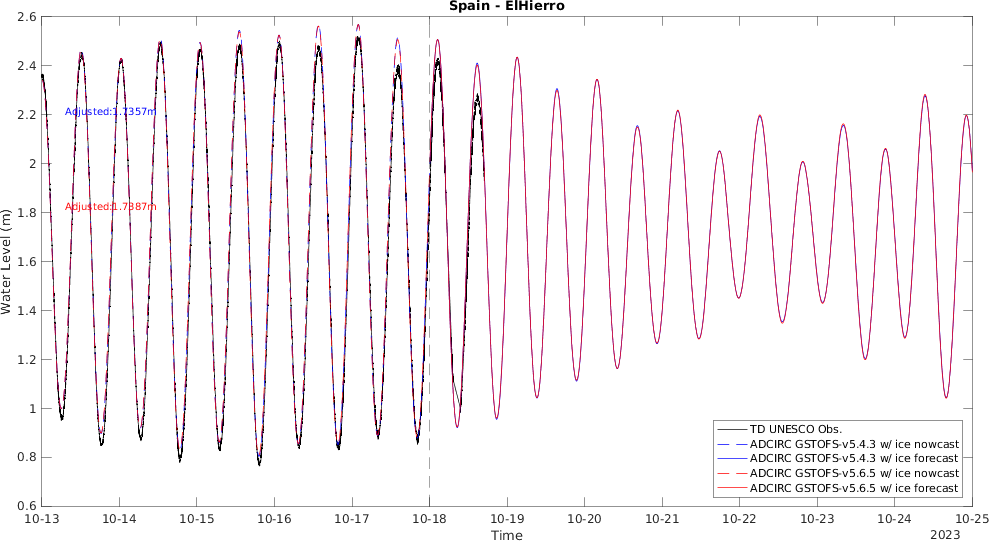 Spain - ElHierro
2.6
2.4
2.2
2
1.8
1.6
1.4
1.2
1
0.8
0.6
Water Level (m)
Adjusted:1.7357m
Adjusted:1.7387m
TD UNESCO Obs.
ADCIRC GSTOFS-v5.4.3 w/ ice nowcast
ADCIRC GSTOFS-v5.4.3 w/ ice forecast
ADCIRC GSTOFS-v5.6.5 w/ ice nowcast
ADCIRC GSTOFS-v5.6.5 w/ ice forecast
10-13 10-14 10-15 10-16 10-17 10-18 10-19 10-20 10-21 10-22 10-23 10-24 10-25
Time
2023